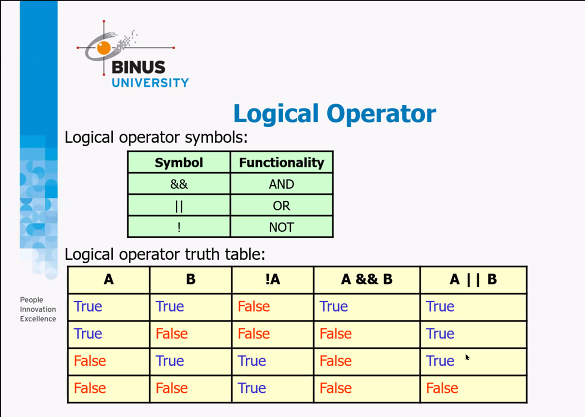 BINUS
UNIVERSITY
Logical Operator
Logical operator symbols:
Symbol Functionality
&& AND
|| OR
! NOT
Logical operator truth table:
A B !A A && B A || B
True True False True True
True False False False True
False True True False True
False False True False False
People
Innovation
Excellence